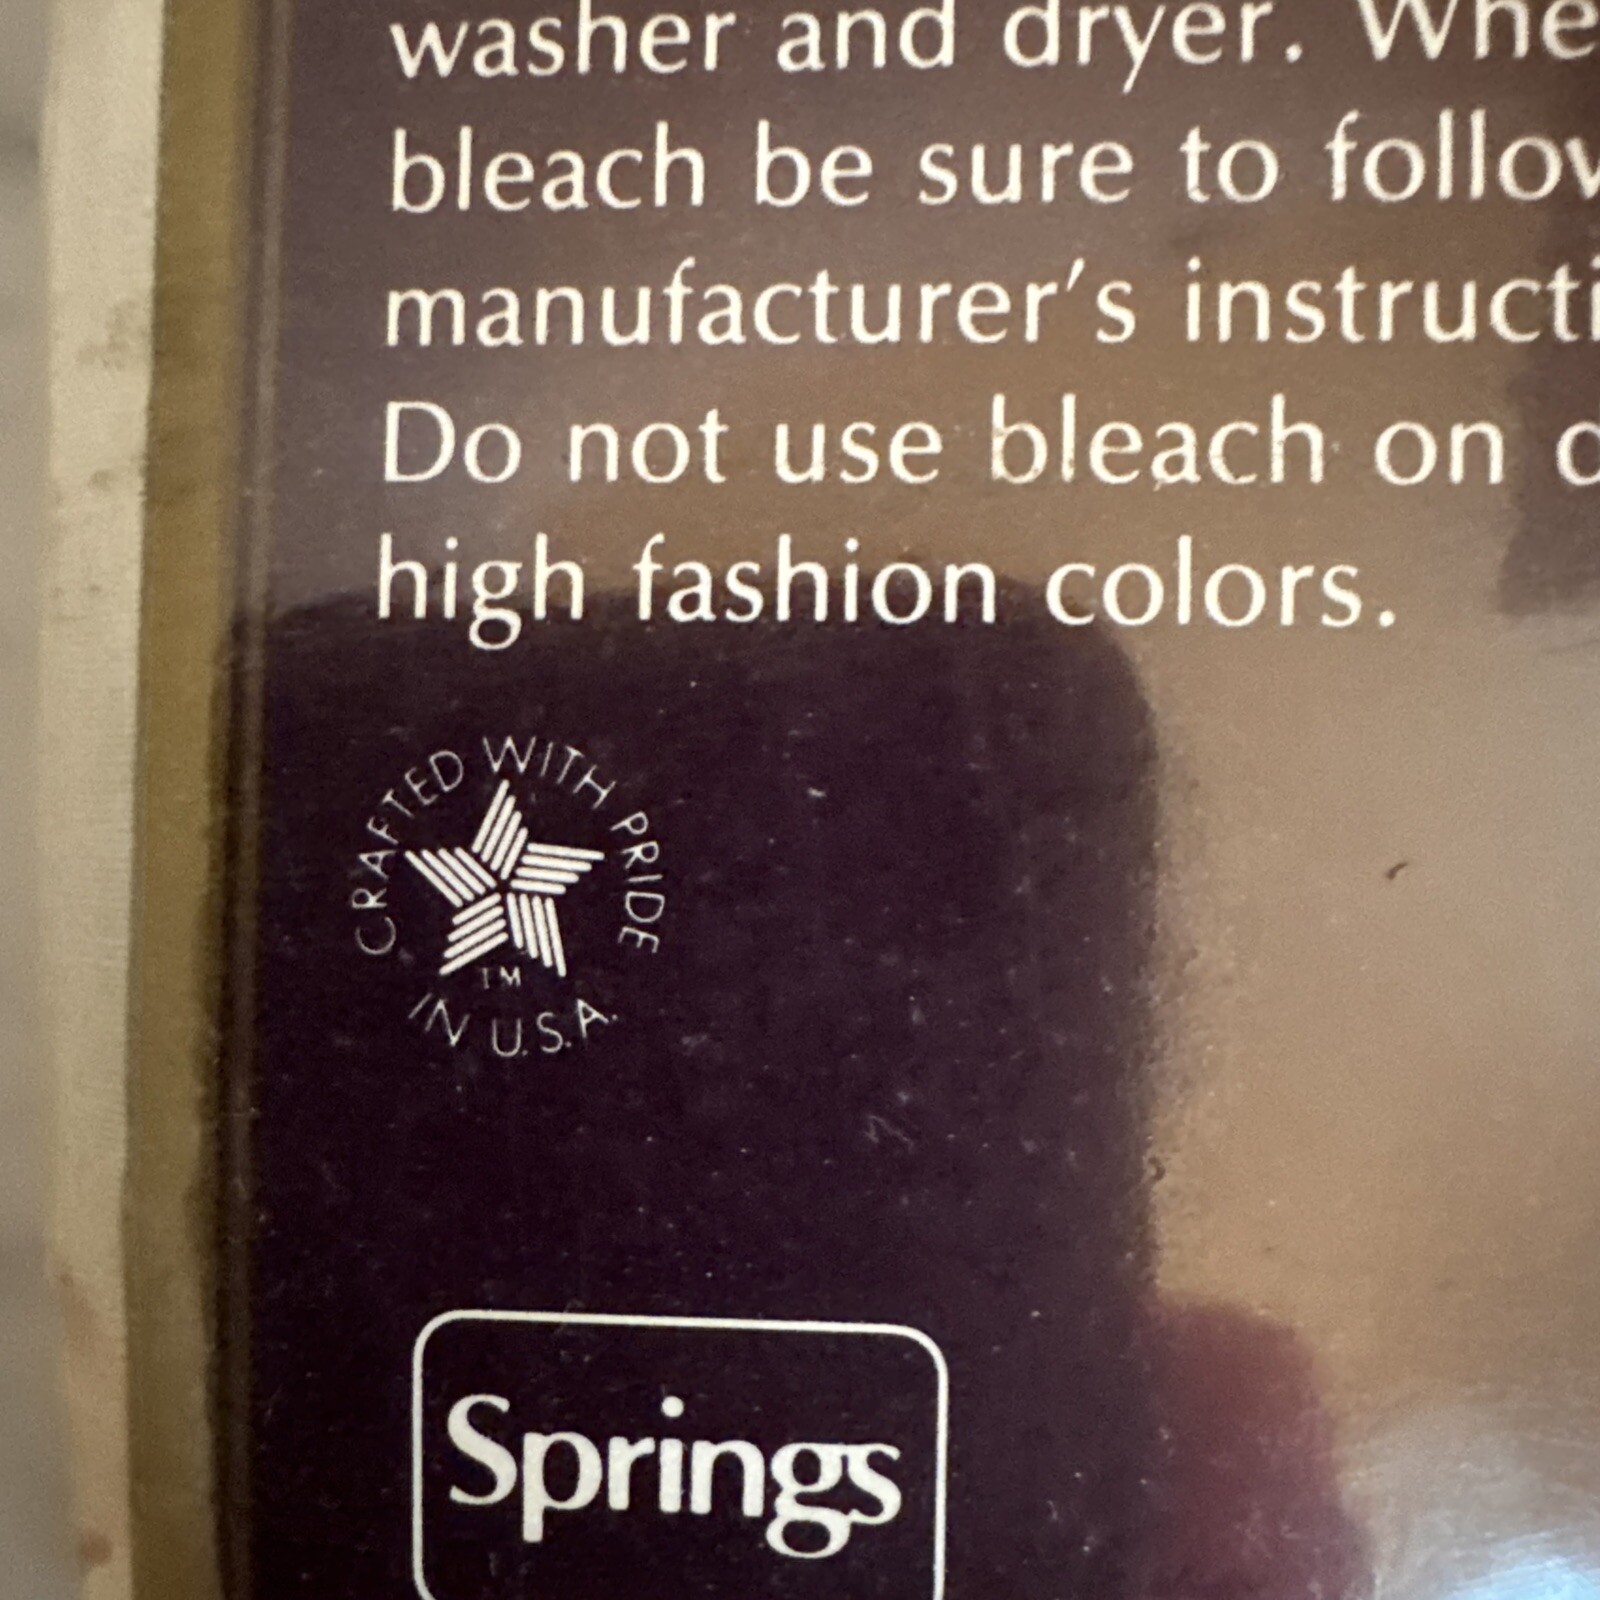 washer and dryer.
bleach be sure to
manufacturer's
Do not use bleach on
high fashion colors.
CRAFTED WITH PRIDE
TM
IN U.S.A.
Springs